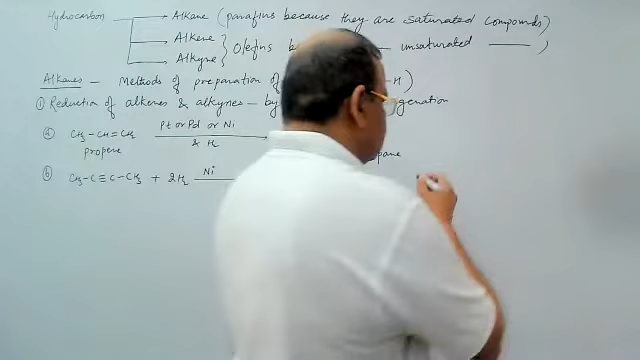 Hydrocarbon → Alkane (parafins because they are saturated compounds)
→ Alkene
→ Alkyne } Olefins b — unsaturated — )
Alkanes — Methods of preparation of - H )
① Reduction of alkenes & alkynes — by genation
ⓐ CH₃ – CH = CH₂ Pt or Pd or Ni
& H₂
propene pane
ⓑ CH₃ – C ≡ C – CH₃ + 2H₂ Ni